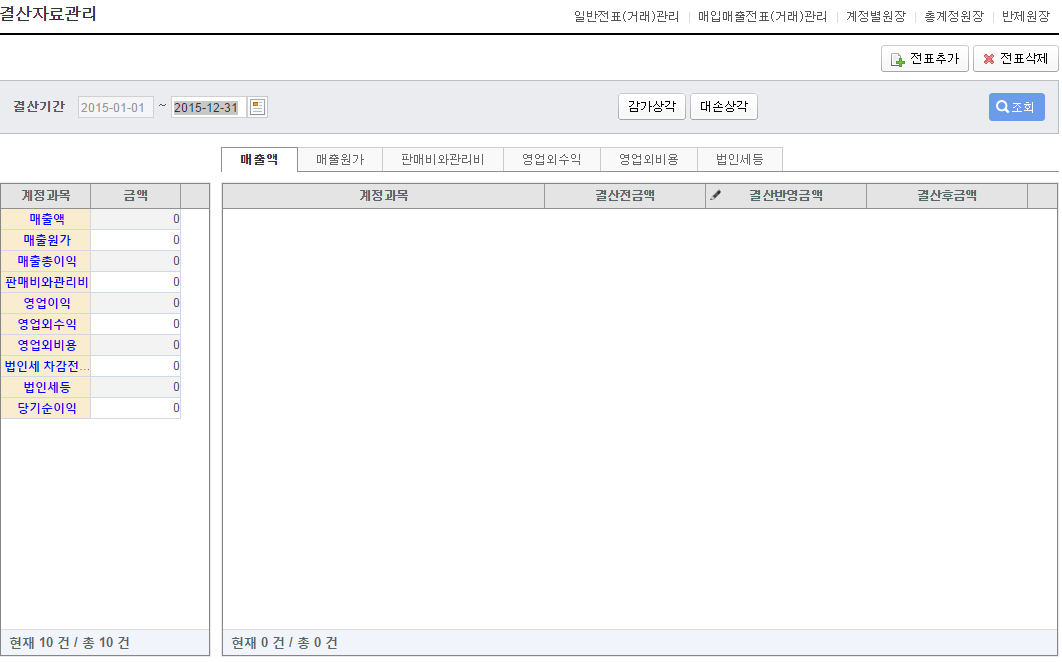 결산자료관리
일반전표(거래)관리 매입매출전표(거래)관리 계정별원장 총계정원장 반제원장
전표추가 전표삭제
결산기간 2015-01-01 ~ 2015-12-31 감가상각 대손상각 조회
매출액 매출원가 판매비와관리비 영업외수익 영업외비용 법인세등
계정과목 금액 계정과목 결산전금액 결산반영금액 결산후금액
매출액 0
매출원가 0
매출총이익 0
판매비와관리비 0
영업이익 0
영업외수익 0
영업외비용 0
법인세 차감전... 0
법인세등 0
당기순이익 0
현재 10 건 / 총 10 건 현재 0 건 / 총 0 건